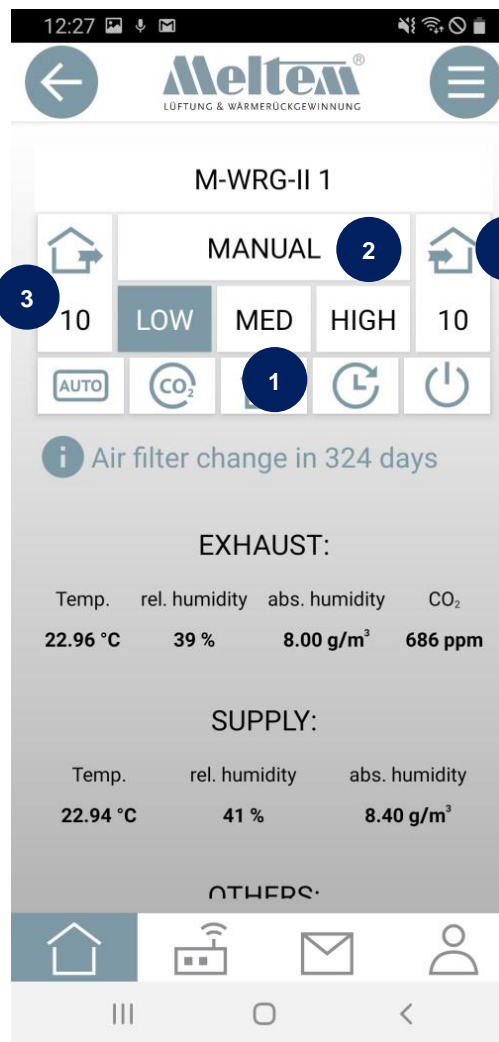 12:27
Meltem®
LÜFTUNG & WÄRMERÜCKGEWINNUNG
M-WRG-II 1
MANUAL 2
3
10 LOW MED HIGH 10
AUTO CO₂ 1
i Air filter change in 324 days
EXHAUST:
Temp. rel. humidity abs. humidity CO₂
22.96 °C 39 % 8.00 g/m³ 686 ppm
SUPPLY:
Temp. rel. humidity abs. humidity
22.94 °C 41 % 8.40 g/m³
OTHERS: